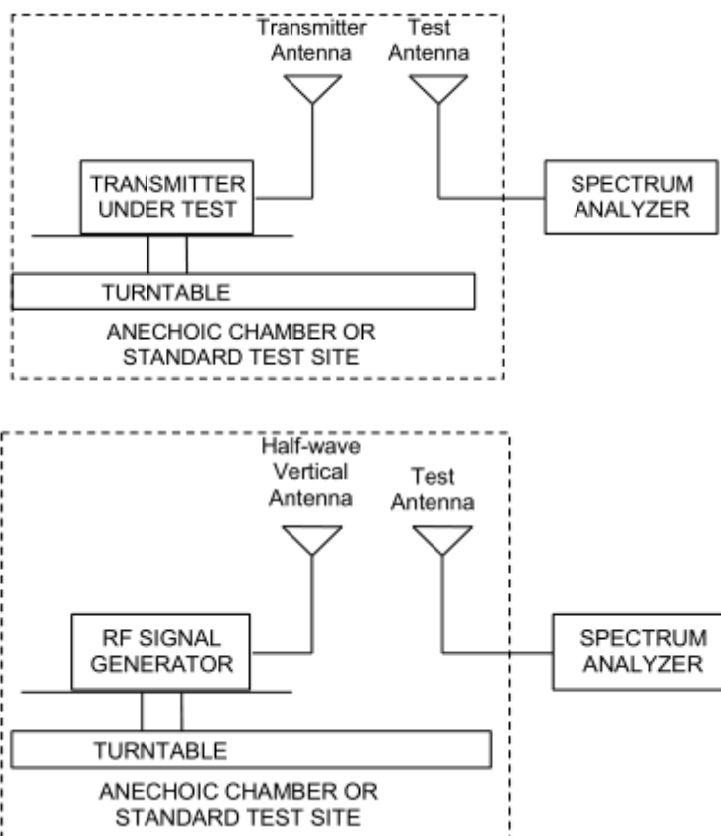 Transmitter
Antenna
Test
Antenna
TRANSMITTER
UNDER TEST
SPECTRUM
ANALYZER
TURNTABLE
ANECHOIC CHAMBER OR
STANDARD TEST SITE
Half-wave
Vertical
Antenna
Test
Antenna
RF SIGNAL
GENERATOR
SPECTRUM
ANALYZER
TURNTABLE
ANECHOIC CHAMBER OR
STANDARD TEST SITE